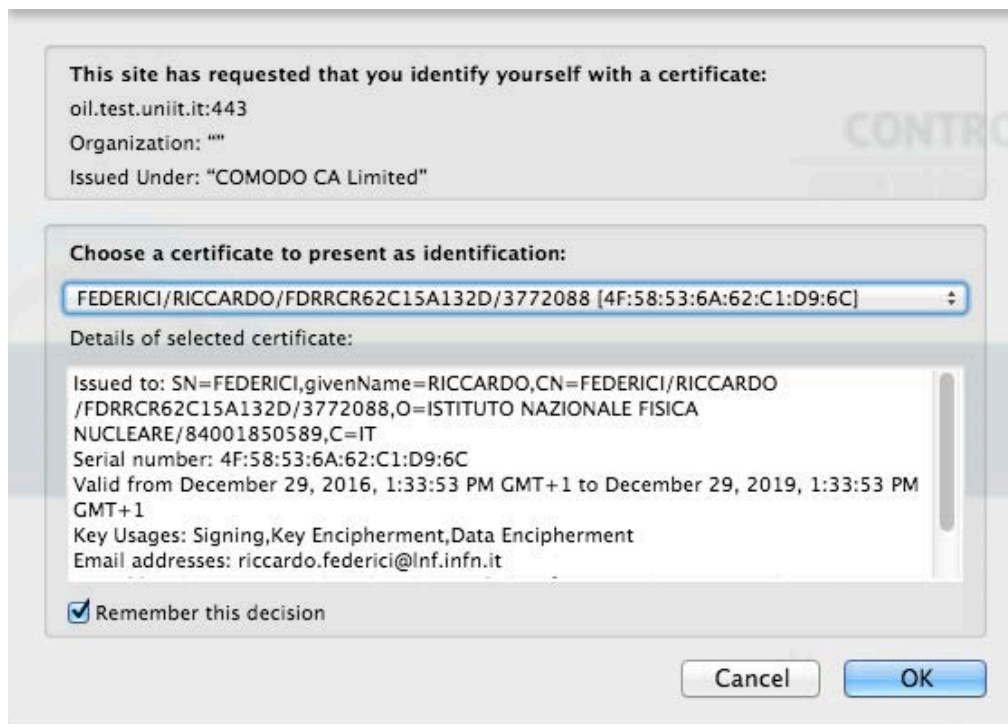 This site has requested that you identify yourself with a certificate:
oil.test.uniit.it:443
Organization: “”
Issued Under: “COMODO CA Limited”
CONTRO
Choose a certificate to present as identification:
FEDERICI/RICCARDO/FDRRCR62C15A132D/3772088 [4F:58:53:6A:62:C1:D9:6C]
Details of selected certificate:
Issued to: SN=FEDERICI,givenName=RICCARDO,CN=FEDERICI/RICCARDO
/FDRRCR62C15A132D/3772088,O=ISTITUTO NAZIONALE FISICA
NUCLEARE/84001850589,C=IT
Serial number: 4F:58:53:6A:62:C1:D9:6C
Valid from December 29, 2016, 1:33:53 PM GMT+1 to December 29, 2019, 1:33:53 PM
GMT+1
Key Usages: Signing,Key Encipherment,Data Encipherment
Email addresses: riccardo.federici@lnf.infn.it
Remember this decision
Cancel
OK